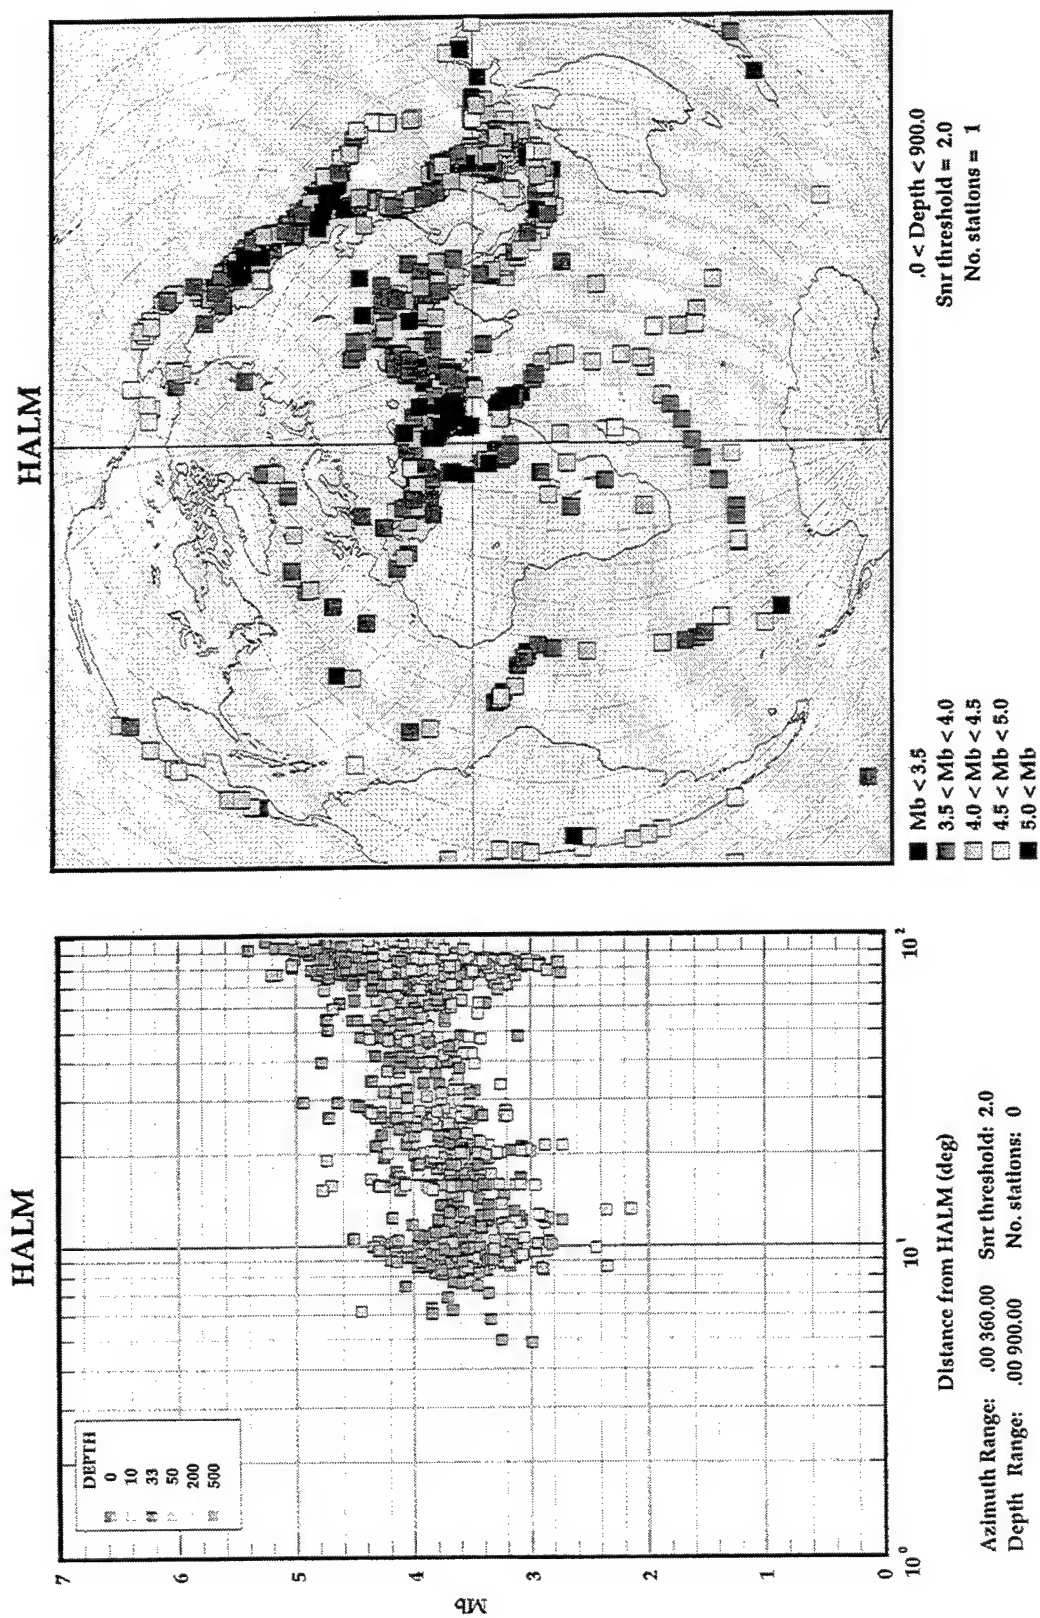 HALM
7
6
5
4
3
2
1
0
Mb
DEPTH
0
10
33
50
200
500
10⁰
10¹
10²
Distance from HALM (deg)
Azimuth Range: .00 360.00 Snr threshold: 2.0
Depth Range: .00 900.00 No. stations: 0
HALM
Mb < 3.5
3.5 < Mb < 4.0
4.0 < Mb < 4.5
4.5 < Mb < 5.0
5.0 < Mb
.0 < Depth < 900.0
Snr threshold = 2.0
No. stations = 1